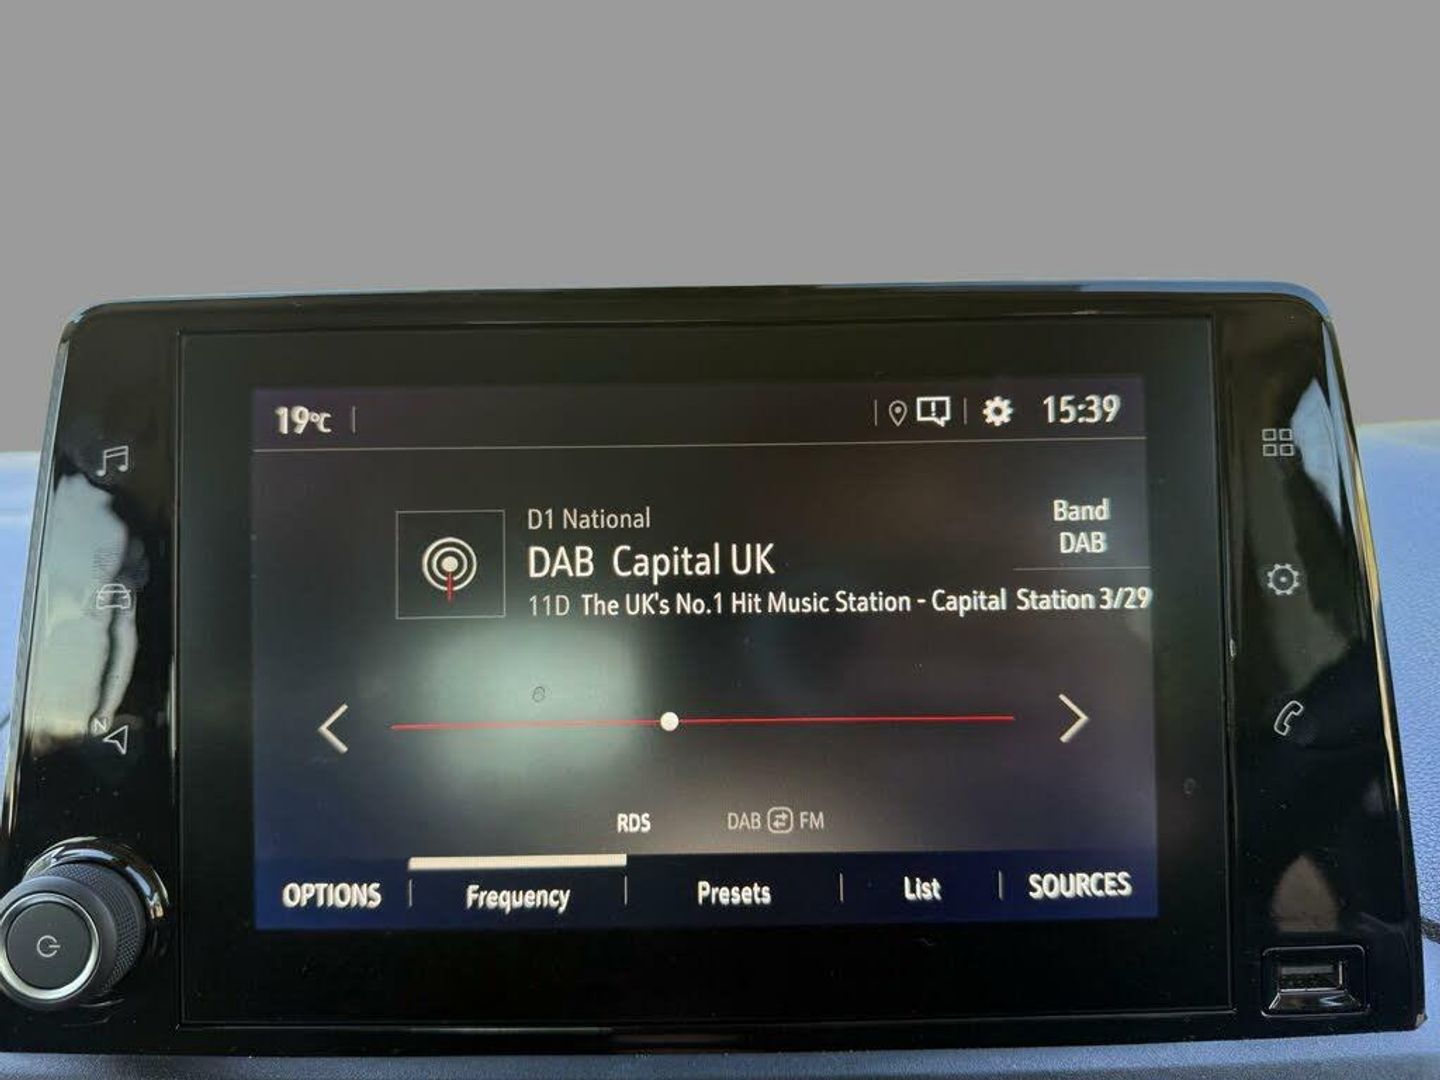 19°C
15:39
D1 National
Band
DAB Capital UK
DAB
11D The UK's No.1 Hit Music Station - Capital Station 3/29
N
RDS DAB FM
OPTIONS Frequency Presets List SOURCES